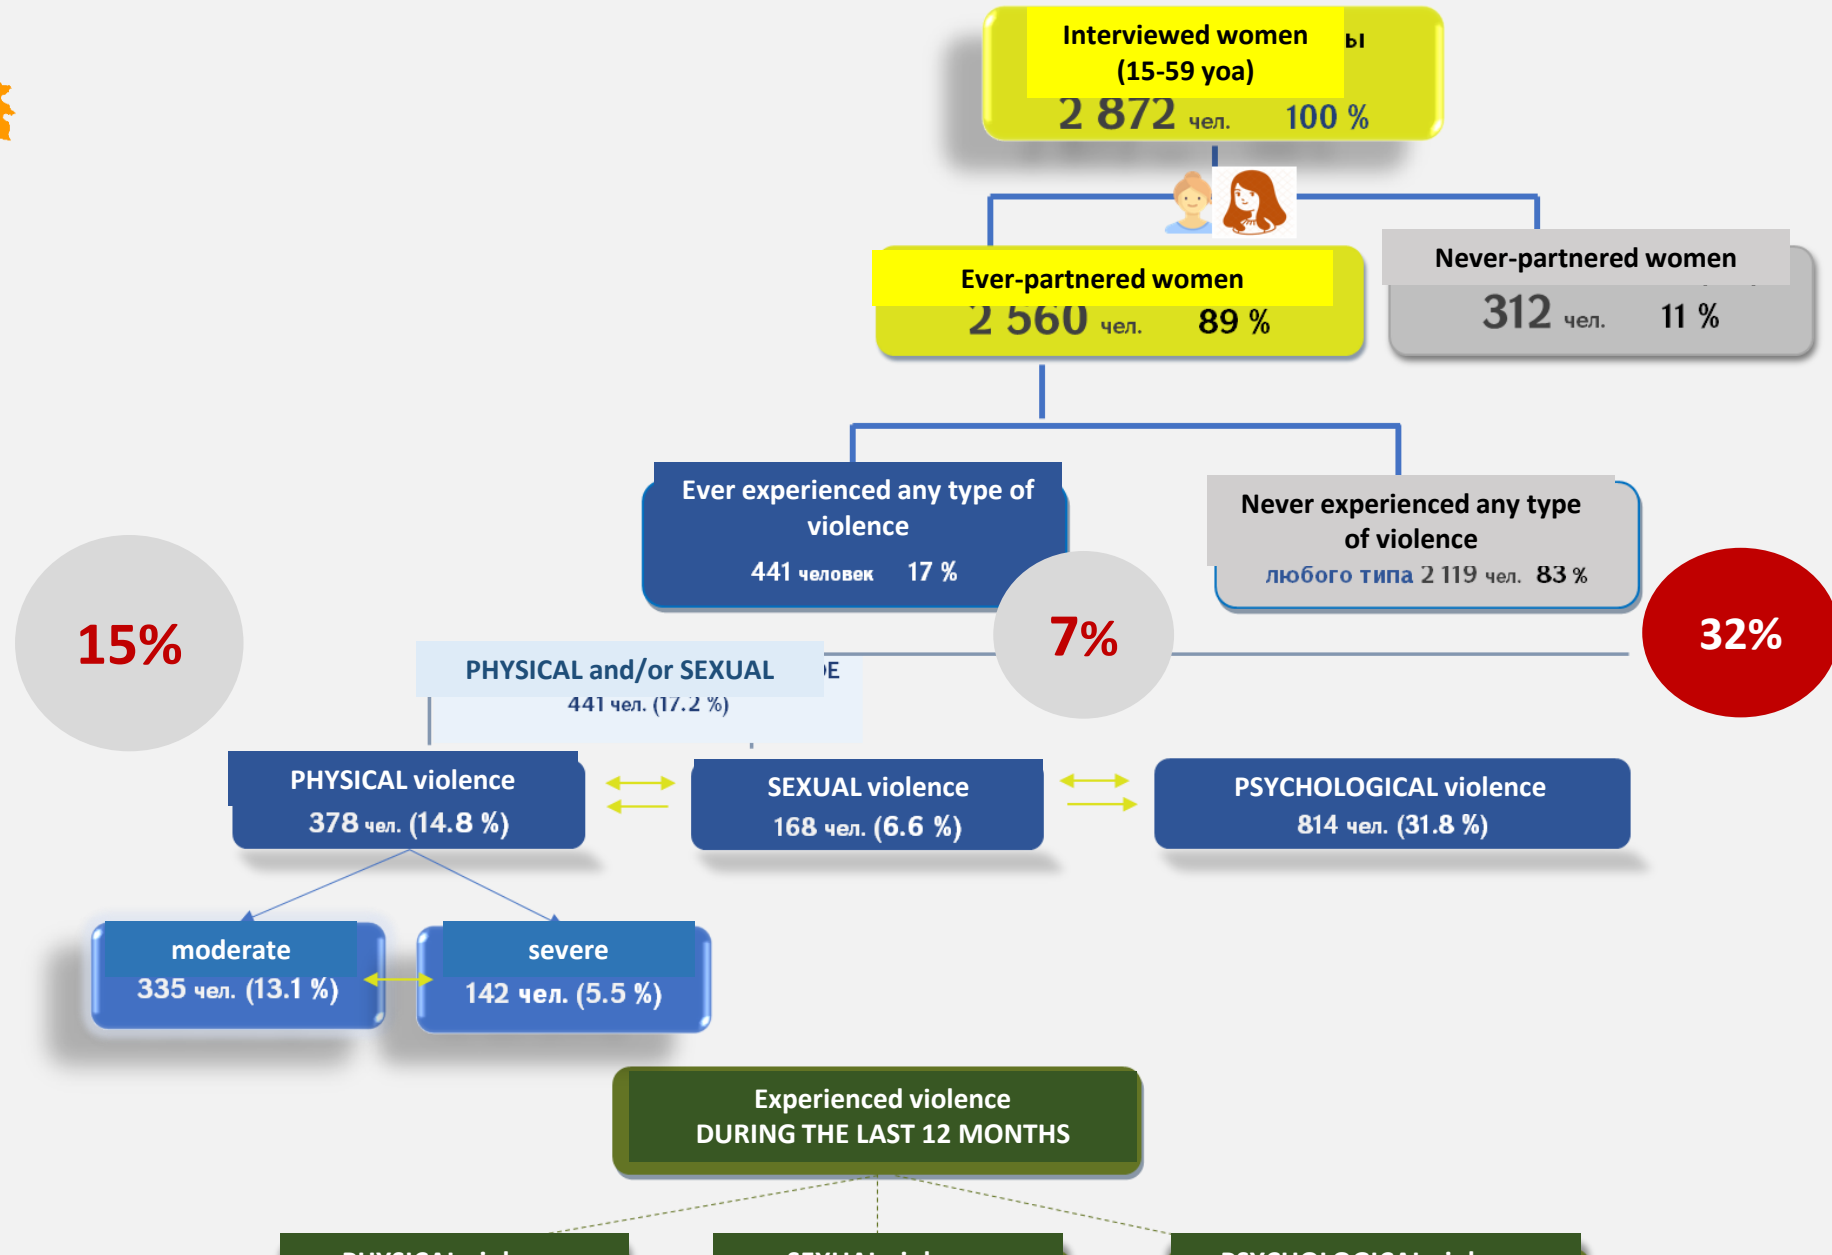 Interviewed women ы
(15-59 yoa)
2 872 чел. 100 %
Ever-partnered women
2 560 чел. 89 %
Never-partnered women
312 чел. 11 %
Ever experienced any type of
violence
441 человек 17 %
Never experienced any type
of violence
любого типа 2 119 чел. 83 %
15%
7%
32%
PHYSICAL and/or SEXUAL
441 чел. (17.2 %)
PHYSICAL violence
378 чел. (14.8 %)
SEXUAL violence
168 чел. (6.6 %)
PSYCHOLOGICAL violence
814 чел. (31.8 %)
moderate
335 чел. (13.1 %)
severe
142 чел. (5.5 %)
Experienced violence
DURING THE LAST 12 MONTHS